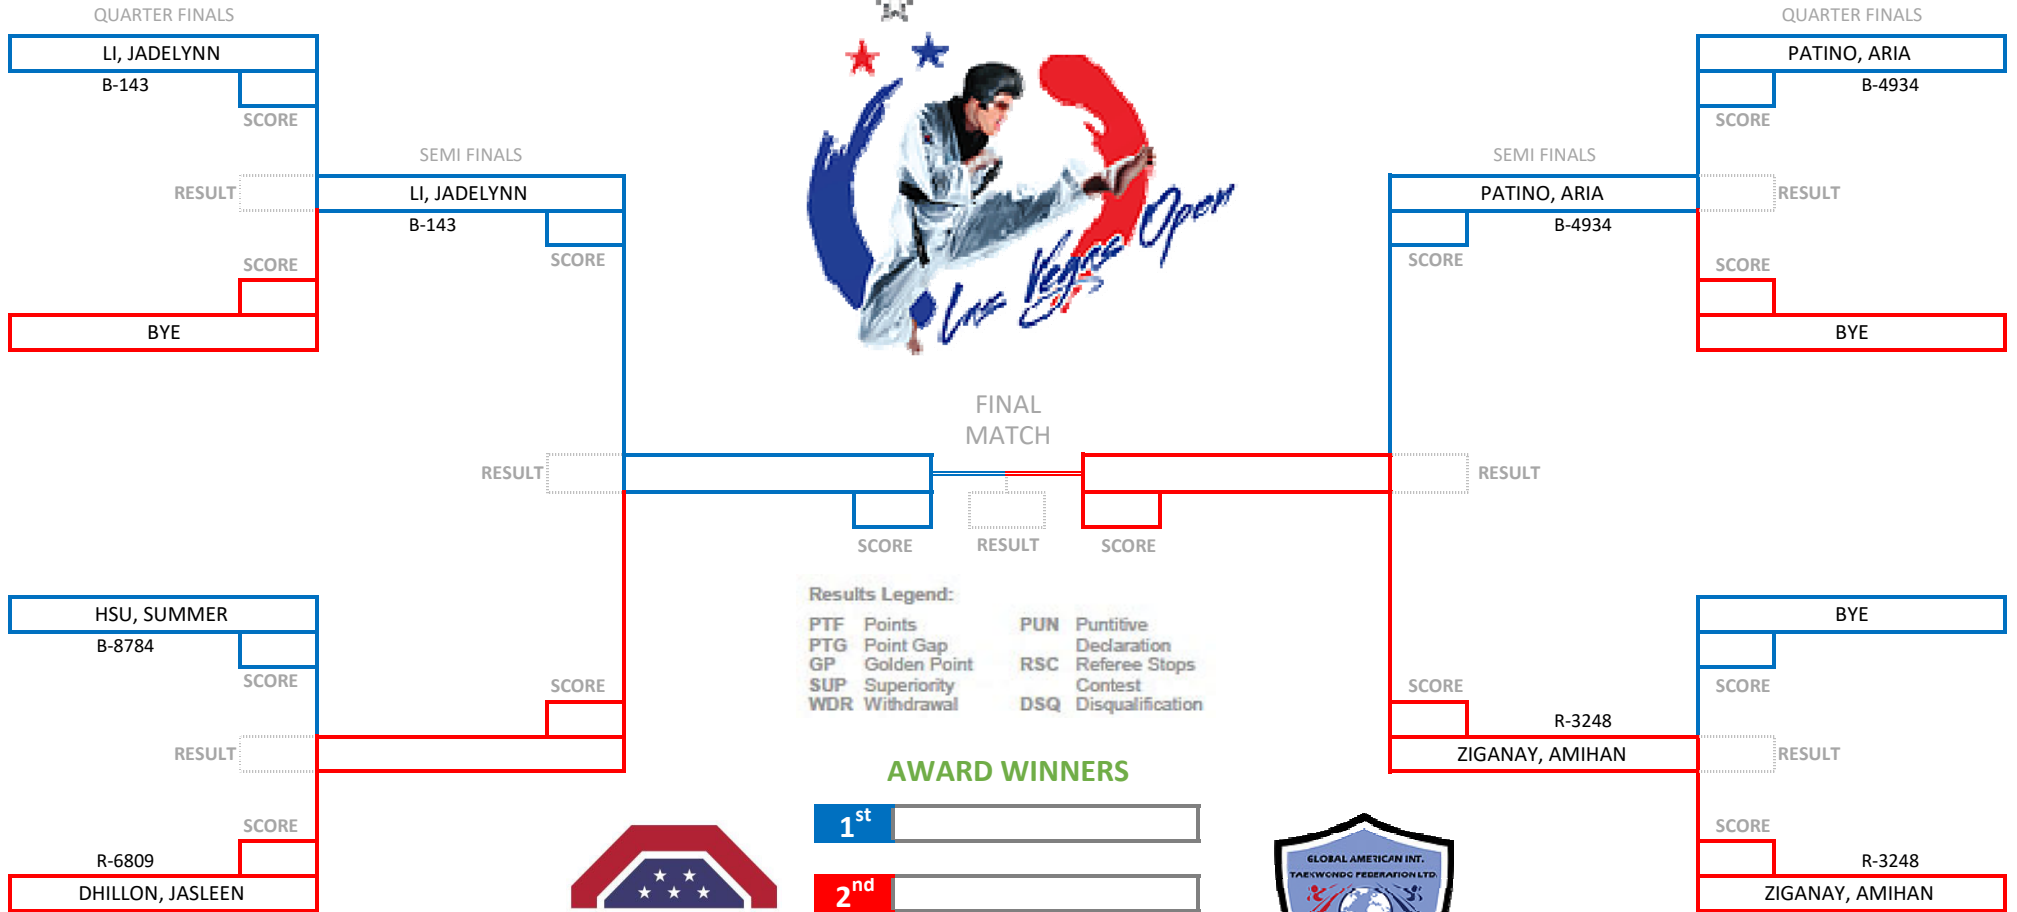 QUARTER FINALS
QUARTER FINALS
LI, JADELYNN
PATINO, ARIA
B-143
B-4934
SCORE
SCORE
SEMI FINALS
SEMI FINALS
RESULT
LI, JADELYNN
PATINO, ARIA
RESULT
B-143
B-4934
SCORE
SCORE
SCORE
SCORE
BYE
BYE
Las Vegas Open
FINAL
MATCH
RESULT
RESULT
SCORE
RESULT
SCORE
Results Legend:
PTF Points
PTG Point Gap
GP Golden Point
SUP Superiority
WDR Withdrawal
PUN Puntitive
Declaration
RSC Referee Stops
Contest
DSQ Disqualification
HSU, SUMMER
BYE
B-8784
SCORE
SCORE
SCORE
SCORE
R-3248
RESULT
ZIGANAY, AMIHAN
RESULT
AWARD WINNERS
1st
SCORE
SCORE
R-6809
R-3248
DHILLON, JASLEEN
2nd
ZIGANAY, AMIHAN
GLOBAL AMERICAN INT.
TAEKWONDO FEDERATION LTD.